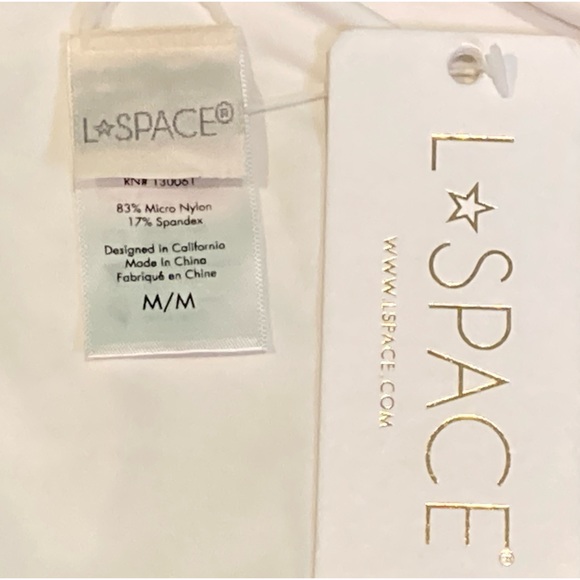 L☆SPACE®
RN# 130061
83% Micro Nylon
17% Spandex
Designed in California
Made in China
Fabriqué en Chine
M/M
L☆SPACE®
WWW.LSPACE.COM